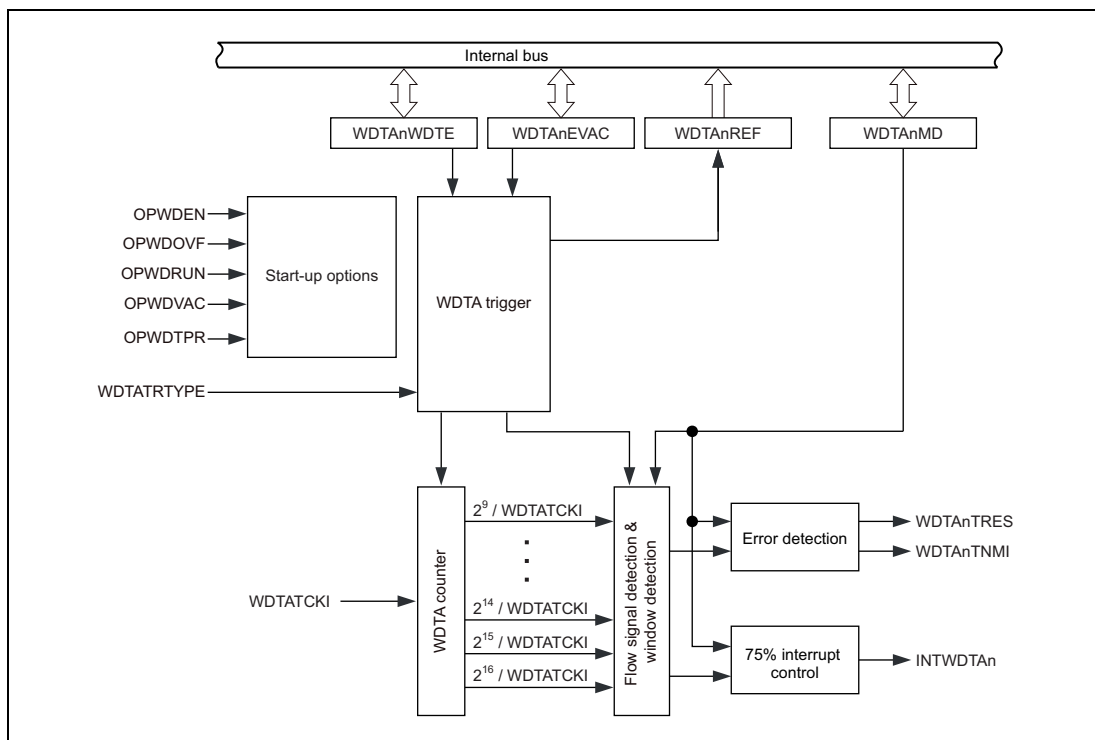 Internal bus
WDTAnWDTE
WDTAnEVAC
WDTAnREF
WDTAnMD
OPWDEN
OPWDOVF
OPWDRUN
OPWDVAC
OPWDTPR
Start-up options
WDTA trigger
WDTATRTYPE
2⁹ / WDTATCKI
2¹⁴ / WDTATCKI
2¹⁵ / WDTATCKI
2¹⁶ / WDTATCKI
WDTATCKI
WDTA counter
Flow signal detection &
window detection
Error detection
WDTAnTRES
WDTAnTNMI
75% interrupt
control
INTWDTAn